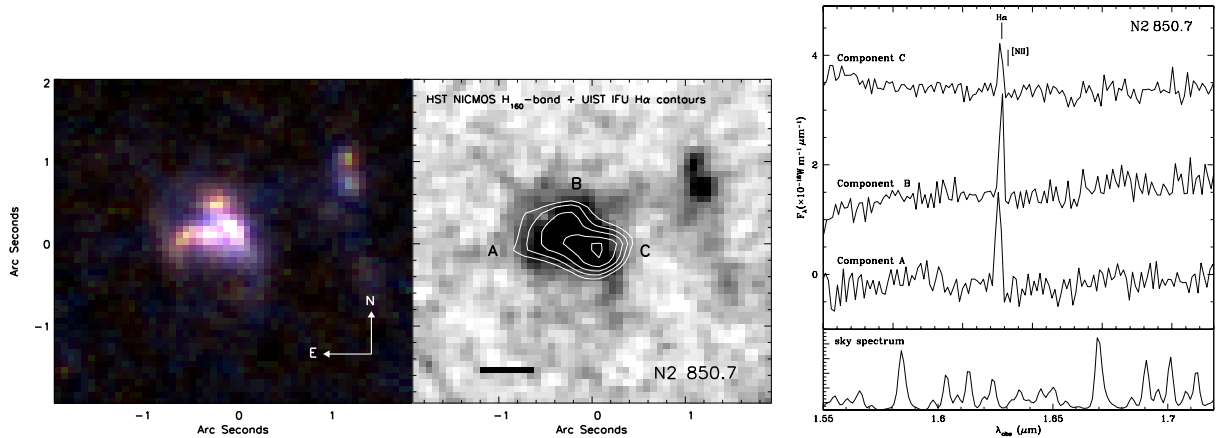 2
1
0
−1
Arc Seconds
−1
0
1
Arc Seconds
N
E
HST NICMOS H160-band + UIST IFU Hα contours
A
B
C
N2 850.7
−1
0
1
Arc Seconds
Hα
[NII]
N2 850.7
Component C
Component B
Component A
4
2
0
Fλ(×10⁻¹⁸W m⁻¹ μm⁻¹)
sky spectrum
1.55
1.6
1.65
1.7
λobs (μm)